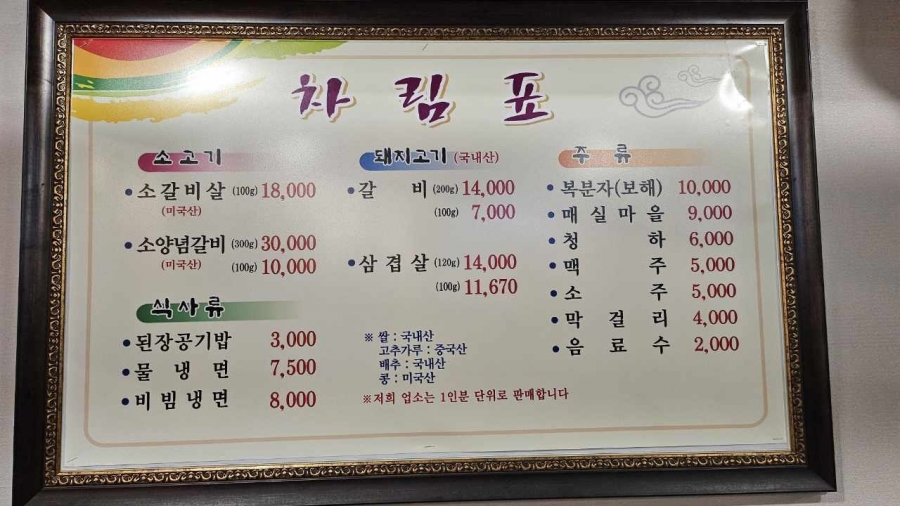 차림표
소고기
• 소갈비살 (100g) 18,000
(미국산)
• 소양념갈비 (300g) 30,000
(미국산) (100g) 10,000
식사류
• 된장공기밥 3,000
• 물냉면 7,500
• 비빔냉면 8,000
돼지고기 (국내산)
• 갈비 (200g) 14,000
(100g) 7,000
• 삼겹살 (120g) 14,000
(100g) 11,670
※ 쌀 : 국내산
고추가루 : 중국산
배추 : 국내산
콩 : 미국산
※저희 업소는 1인분 단위로 판매합니다
주류
• 복분자(보해) 10,000
• 매실마을 9,000
• 청하 6,000
• 맥주 5,000
• 소주 5,000
• 막걸리 4,000
• 음료수 2,000